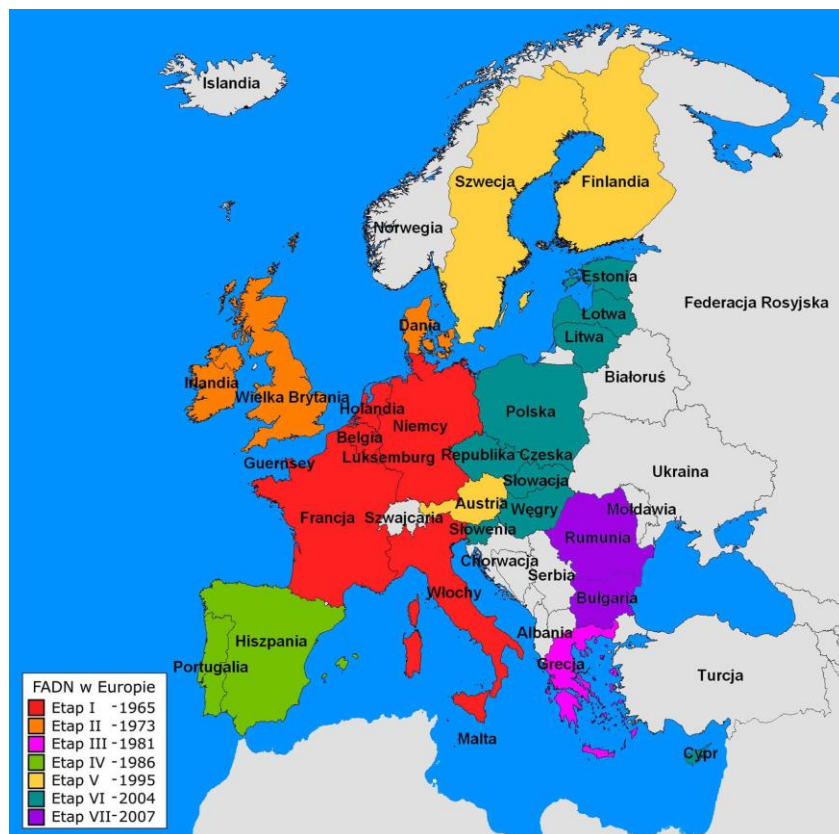 Islandia
Szwecja
Finlandia
Norwegia
Estonia
Federacja Rosyjska
Łotwa
Dania
Litwa
Białoruś
Irlandia
Wielka Brytania
Holandia
Polska
Niemcy
Belgia
Republika Czeska
Guernsey
Luksemburg
Ukraina
Słowacja
Austria
Węgry
Mołdawia
Francja
Szwajcaria
Słowenia
Rumunia
Chorwacja
Serbia
Włochy
Bułgaria
Albania
Hiszpania
Grecja
Portugalia
Turcja
Malta
Cypr
FADN w Europie
Etap I -1965
Etap II -1973
Etap III -1981
Etap IV -1986
Etap V -1995
Etap VI -2004
Etap VII-2007